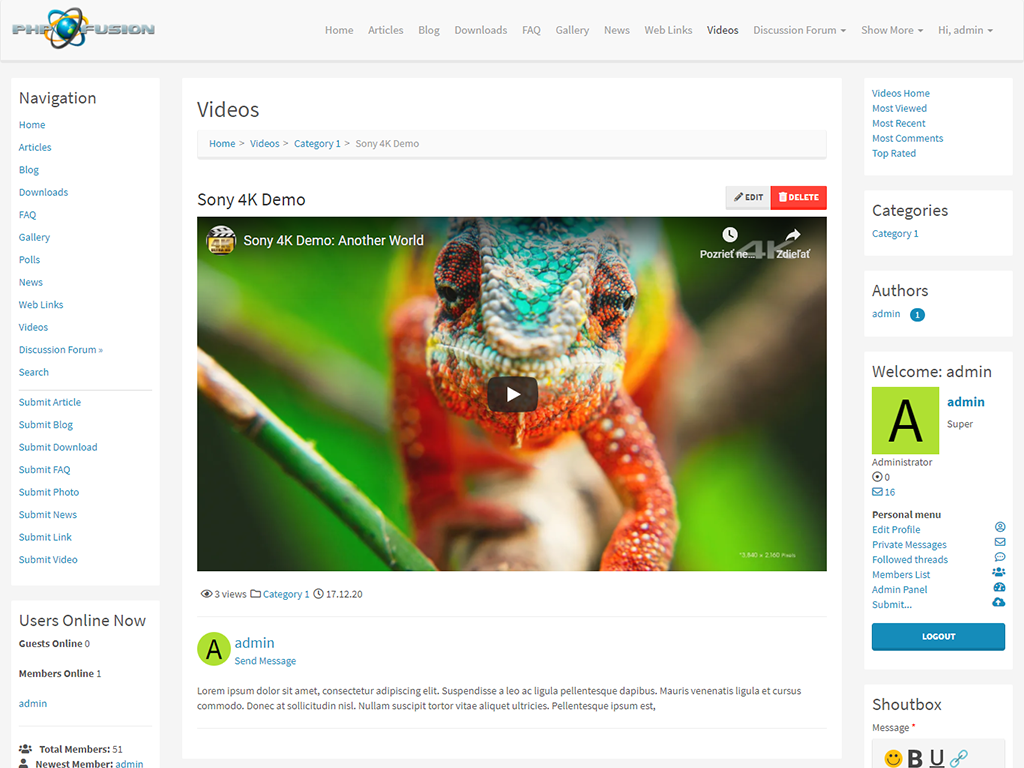 PHP FUSION
Home Articles Blog Downloads FAQ Gallery News Web Links Videos Discussion Forum Show More Hi, admin
Navigation
Home
Articles
Blog
Downloads
FAQ
Gallery
Polls
News
Web Links
Videos
Discussion Forum »
Search
Submit Article
Submit Blog
Submit Download
Submit FAQ
Submit Photo
Submit News
Submit Link
Submit Video
Users Online Now
Guests Online 0
Members Online 1
admin
Total Members: 51
Newest Member: admin
Videos
Home > Videos > Category 1 > Sony 4K Demo
Sony 4K Demo
EDIT DELETE
Sony 4K Demo: Another World
Pozrieť ne... 4K Zdieľať
*3,840 x 2,160 Pixels
3 views Category 1 17.12.20
A admin
Send Message
Lorem ipsum dolor sit amet, consectetur adipiscing elit. Suspendisse a leo ac ligula pellentesque dapibus. Mauris venenatis ligula et cursus
commodo. Donec at sollicitudin nisl. Nullam suscipit tortor vitae aliquet ultricies. Pellentesque ipsum est,
Videos Home
Most Viewed
Most Recent
Most Comments
Top Rated
Categories
Category 1
Authors
admin 1
Welcome: admin
A admin
Super
Administrator
0
16
Personal menu
Edit Profile
Private Messages
Followed threads
Members List
Admin Panel
Submit...
LOGOUT
Shoutbox
Message *
B U